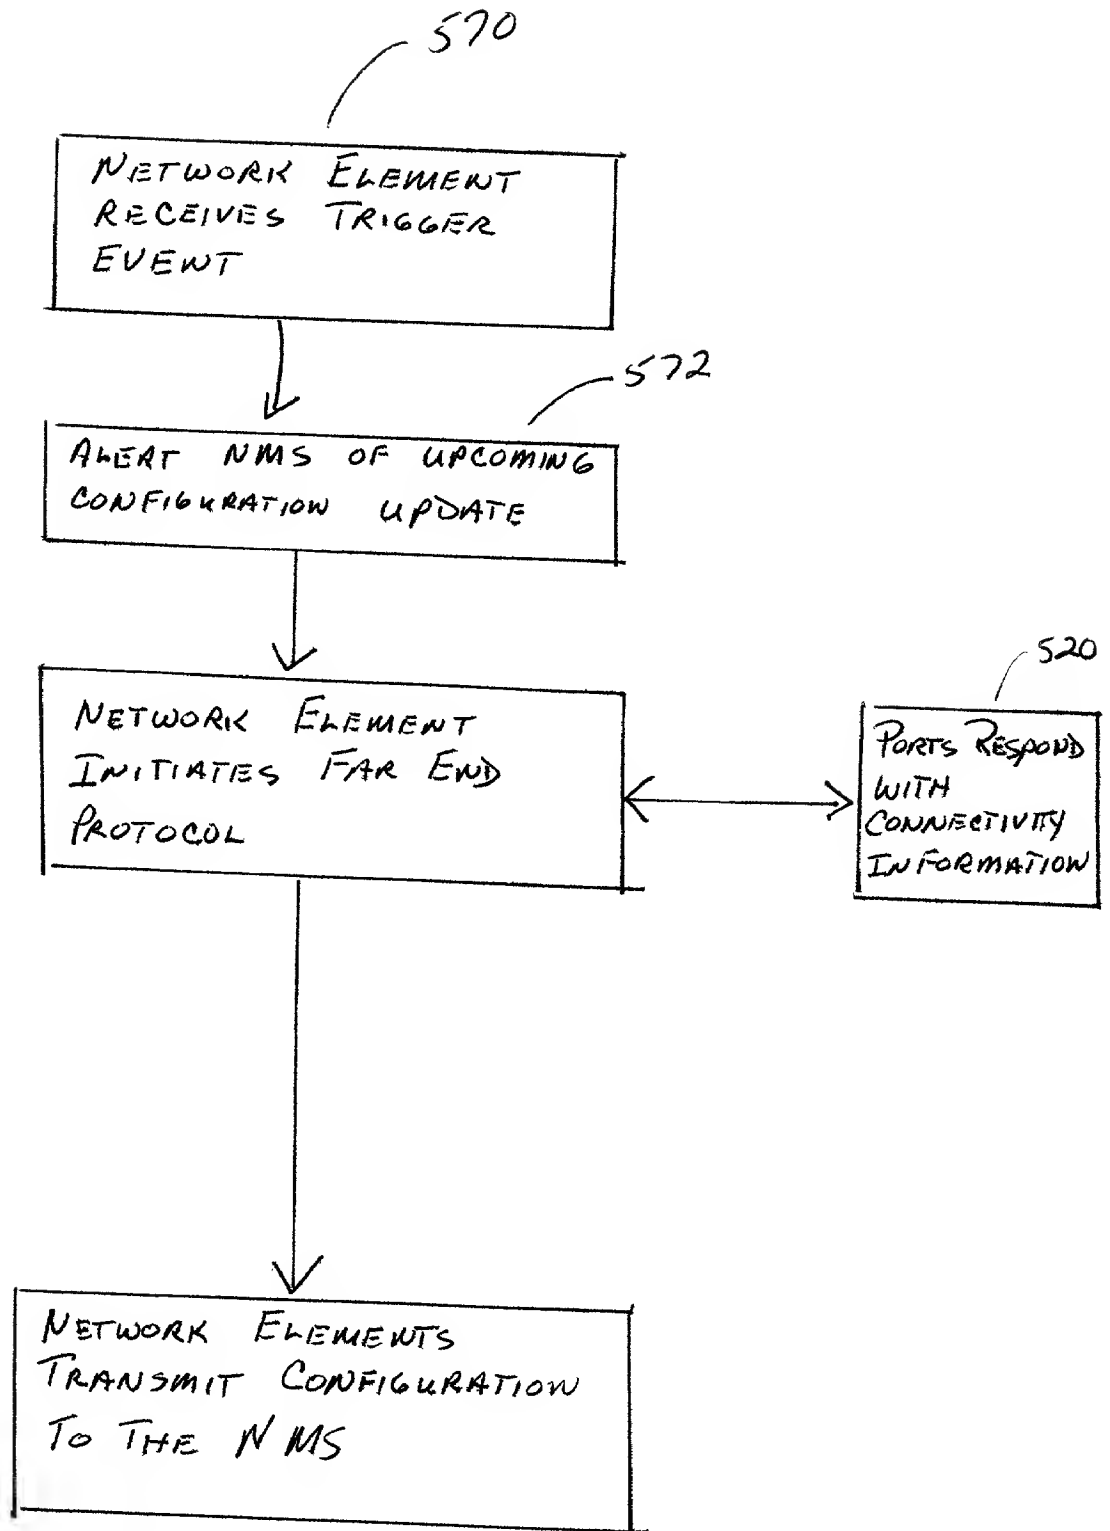 570
NETWORK ELEMENT
RECEIVES TRIGGER
EVENT
572
ALERT NMS OF UPCOMING
CONFIGURATION UPDATE
NETWORK ELEMENT
INITIATES FAR END
PROTOCOL
520
PORTS RESPOND
WITH
CONNECTIVITY
INFORMATION
NETWORK ELEMENTS
TRANSMIT CONFIGURATION
TO THE NMS